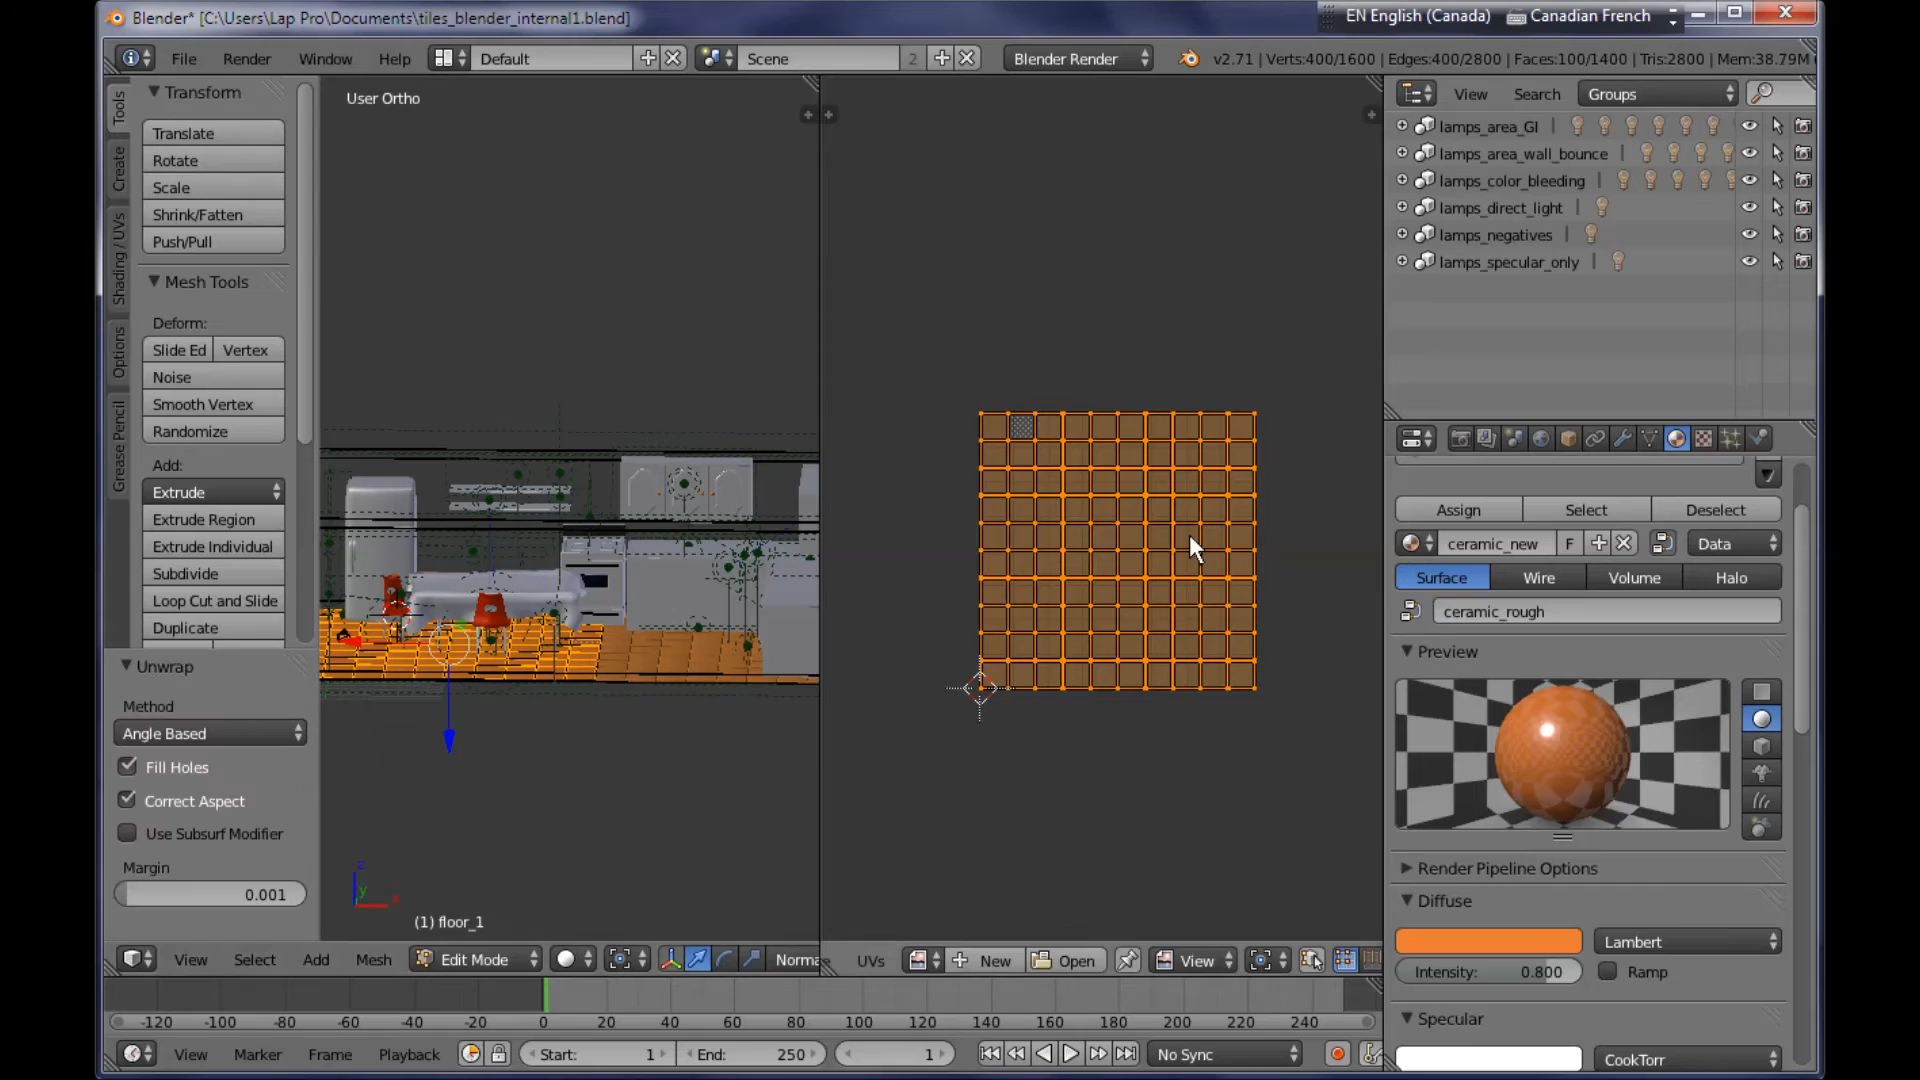 Blender* [C:\Users\Lap Pro\Documents\tiles_blender_internal1.blend]
EN English (Canada)
Canadian French
File
Render
Window
Help
Default
Scene
2
Blender Render
v2.71 | Verts:400/1600 | Edges:400/2800 | Faces:100/1400 | Tris:2800 | Mem:38.79M
Tools
Create
Shading / UVs
Options
Grease Pencil
Transform
Translate
Rotate
Scale
Shrink/Fatten
Push/Pull
Mesh Tools
Deform:
Slide Ed
Vertex
Noise
Smooth Vertex
Randomize
Add:
Extrude
Extrude Region
Extrude Individual
Subdivide
Loop Cut and Slide
Duplicate
Unwrap
Method
Angle Based
Fill Holes
Correct Aspect
Use Subsurf Modifier
Margin
0.001
User Ortho
z
y
x
(1) floor_1
View
Select
Add
Mesh
Edit Mode
Norma
UVs
New
Open
View
View
Search
Groups
lamps_area_GI
lamps_area_wall_bounce
lamps_color_bleeding
lamps_direct_light
lamps_negatives
lamps_specular_only
Assign
Select
Deselect
ceramic_new
F
Data
Surface
Wire
Volume
Halo
ceramic_rough
Preview
Render Pipeline Options
Diffuse
Lambert
Intensity: 0.800
Ramp
Specular
CookTorr
-120 -100 -80 -60 -40 -20 0 20 40 60 80 100 120 140 160 180 200 220 240
View
Marker
Frame
Playback
Start: 1
End: 250
1
No Sync